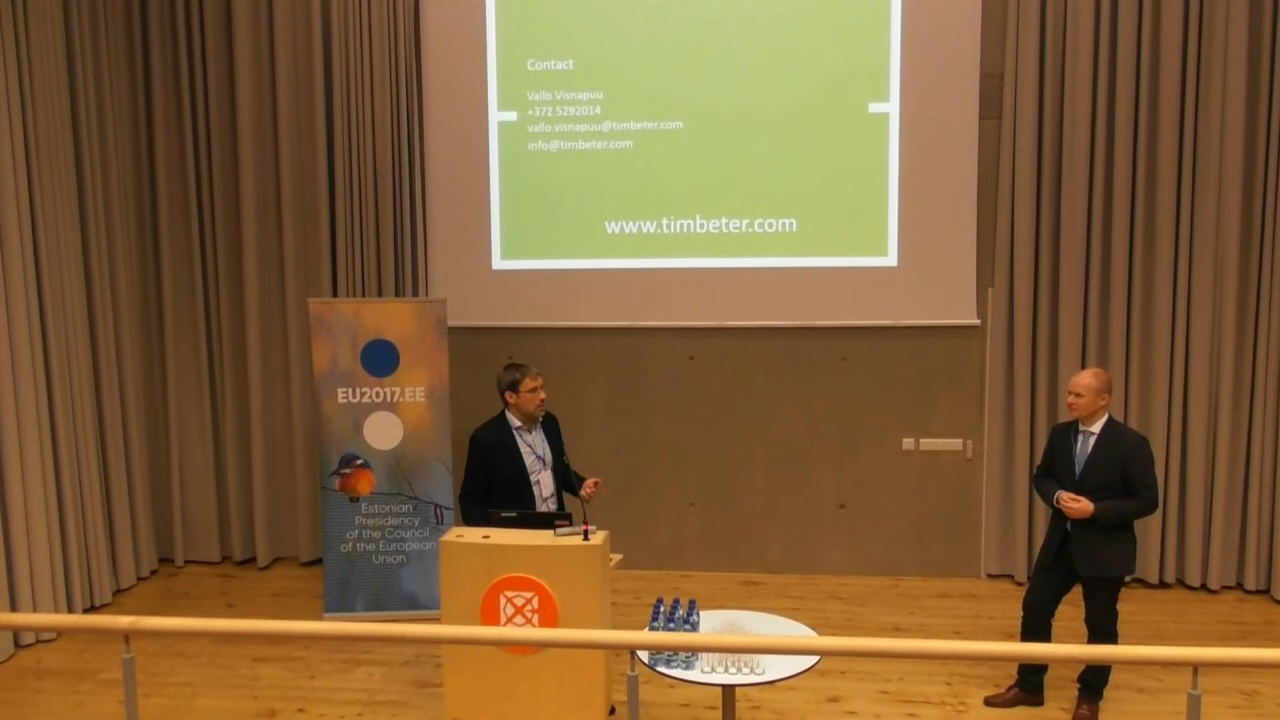 Contact
Vallo Visnapuu
+372 5292014
vallo.visnapuu@timbeter.com
info@timbeter.com
www.timbeter.com
EU2017.EE
Estonian
Presidency
of the Council
of the European
Union